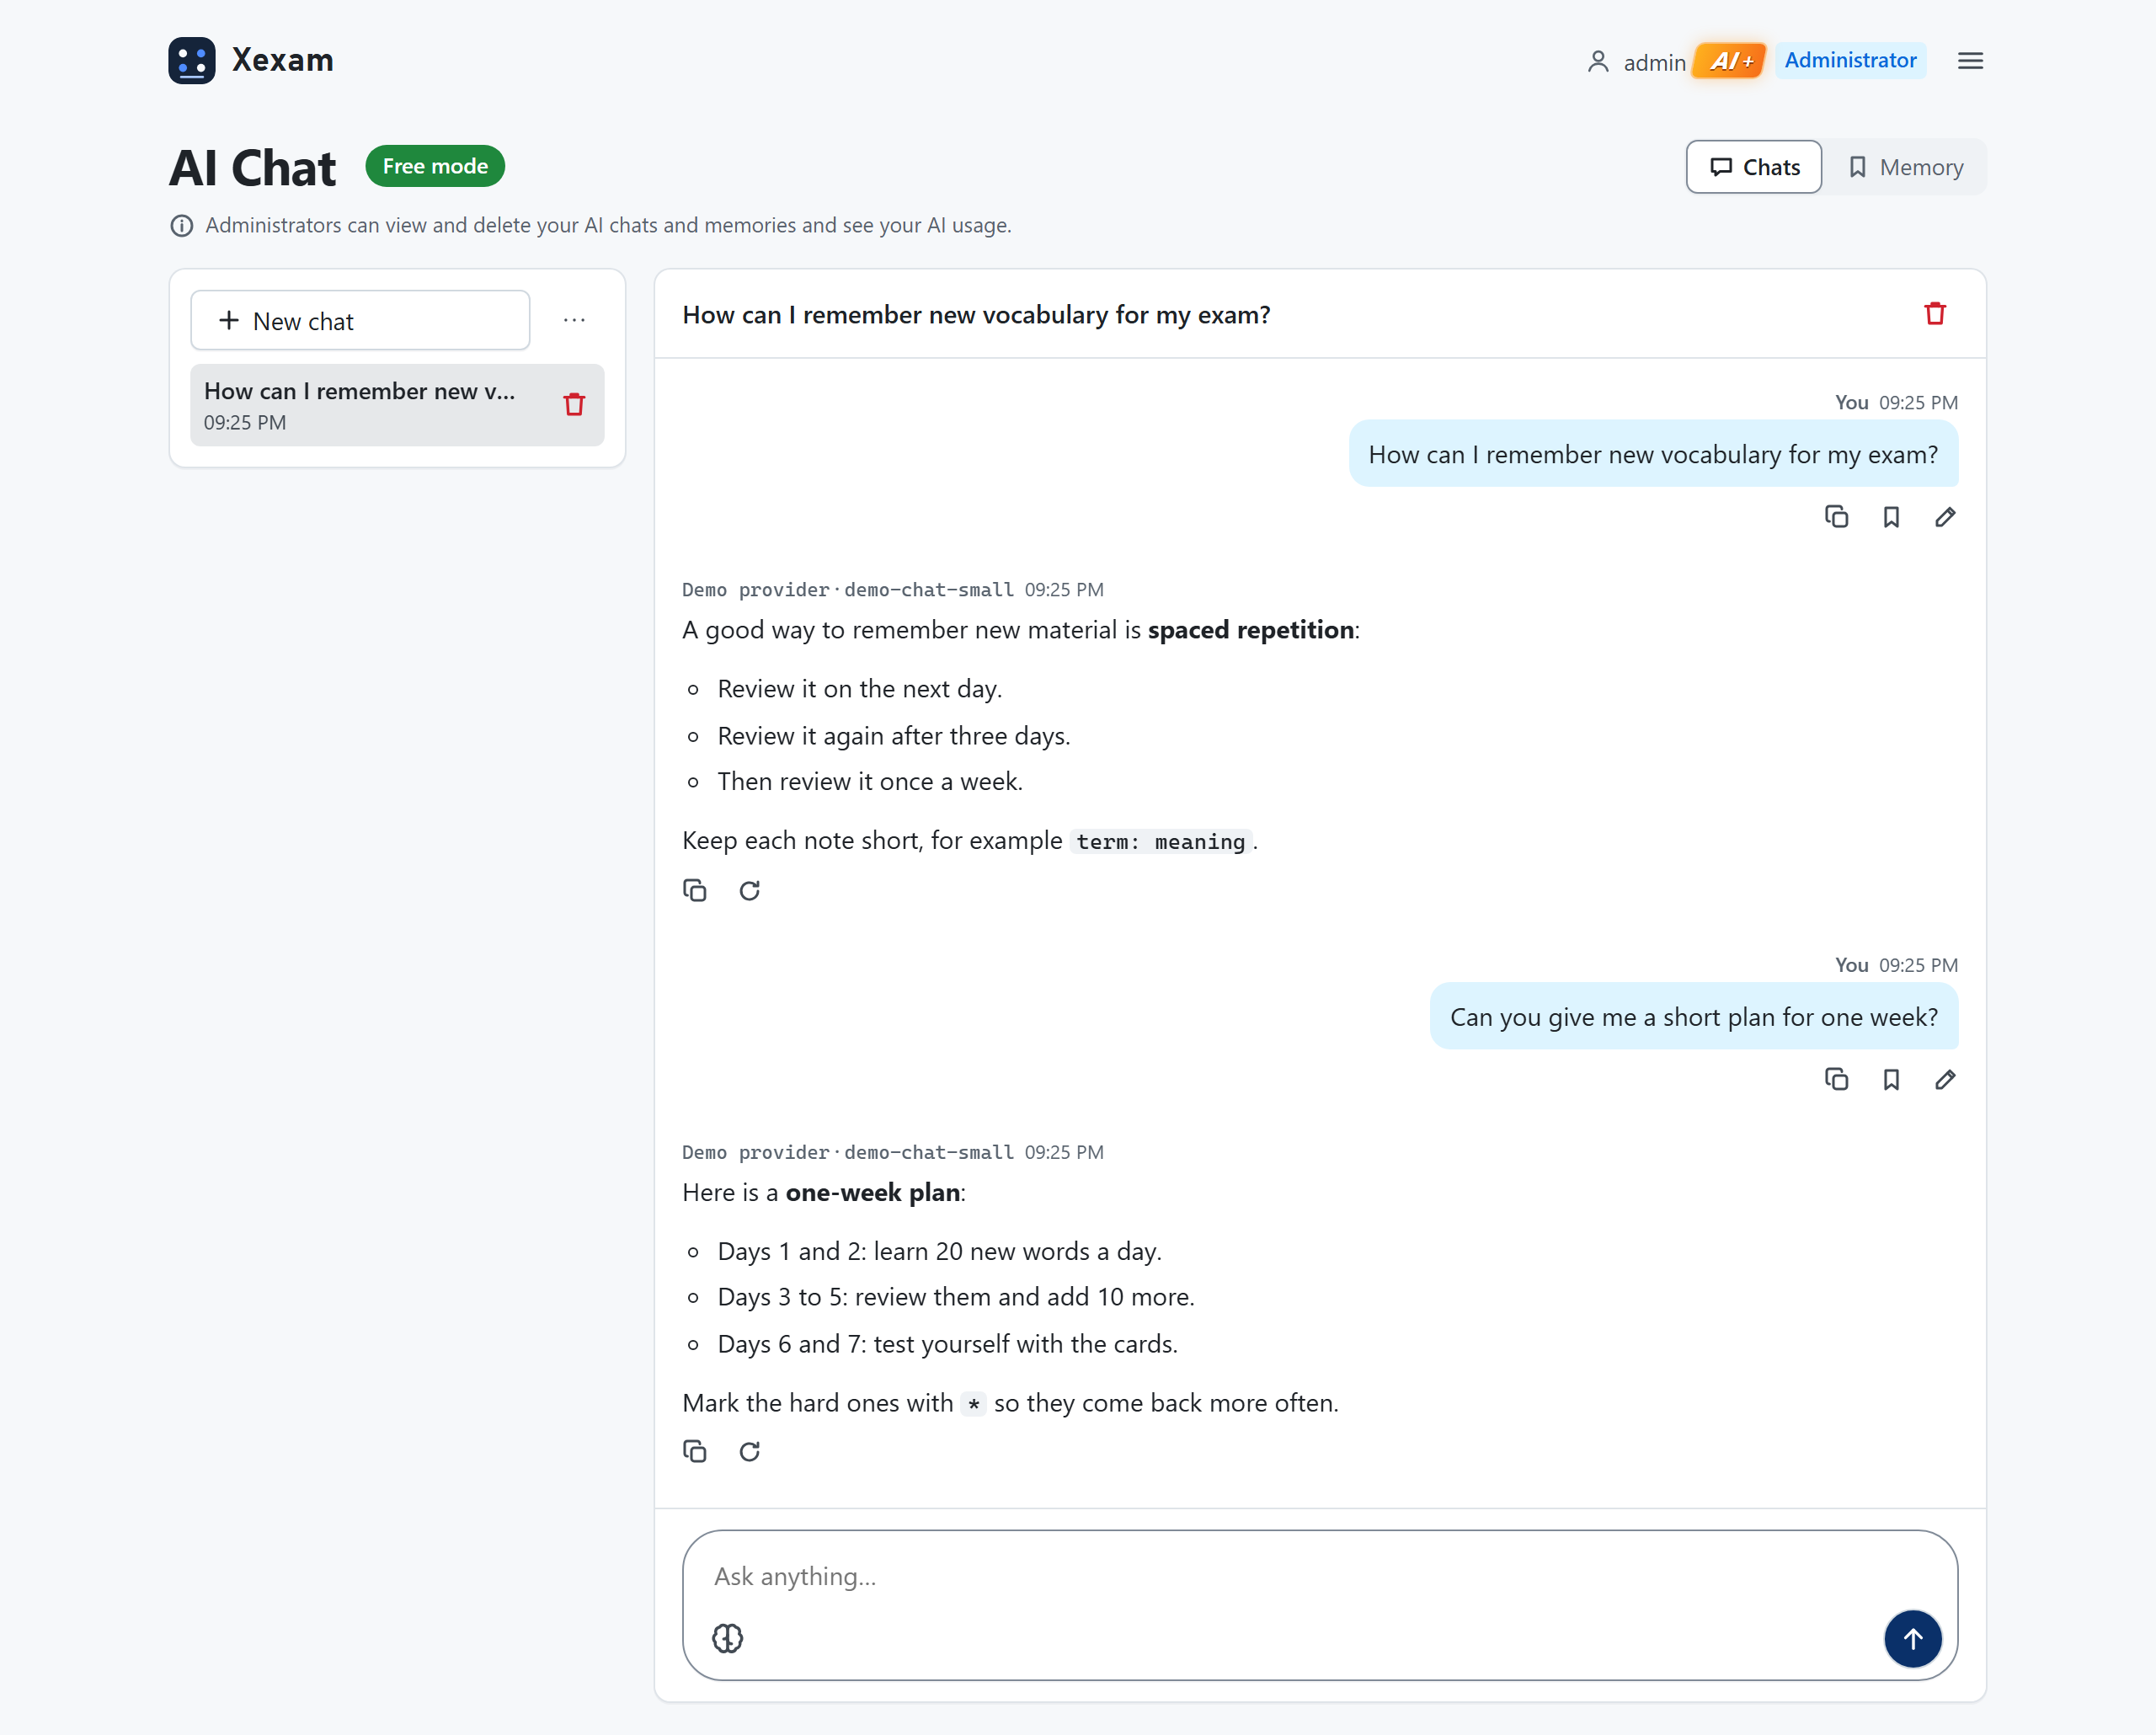 Xexam
admin AI+ Administrator
AI Chat Free mode
Chats Memory
Administrators can view and delete your AI chats and memories and see your AI usage.
New chat
How can I remember new v...
09:25 PM
How can I remember new vocabulary for my exam?
You 09:25 PM
How can I remember new vocabulary for my exam?
Demo provider · demo-chat-small 09:25 PM
A good way to remember new material is spaced repetition:
Review it on the next day.
Review it again after three days.
Then review it once a week.
Keep each note short, for example term: meaning.
You 09:25 PM
Can you give me a short plan for one week?
Demo provider · demo-chat-small 09:25 PM
Here is a one-week plan:
Days 1 and 2: learn 20 new words a day.
Days 3 to 5: review them and add 10 more.
Days 6 and 7: test yourself with the cards.
Mark the hard ones with * so they come back more often.
Ask anything...